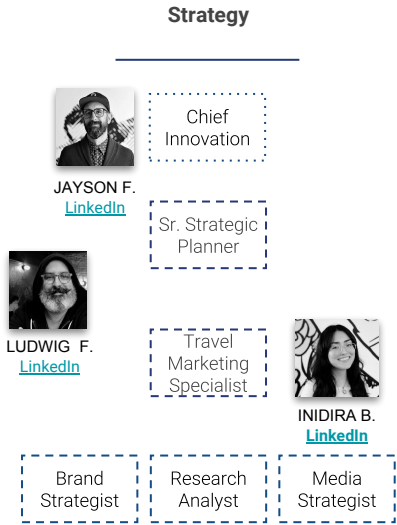 Strategy
Chief
Innovation
JAYSON F.
LinkedIn
Sr. Strategic
Planner
LUDWIG F.
LinkedIn
Travel
Marketing
Specialist
INIDIRA B.
LinkedIn
Brand
Strategist
Research
Analyst
Media
Strategist